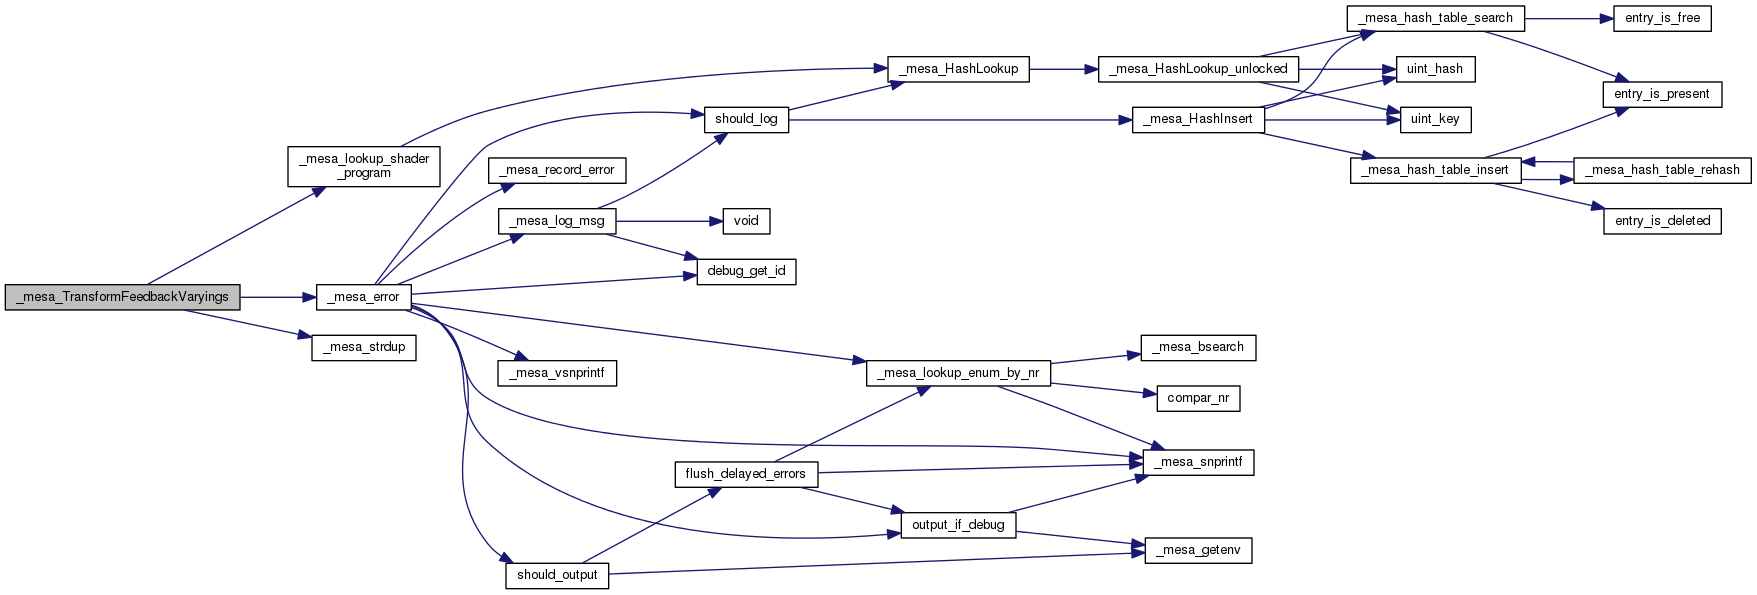 _mesa_hash_table_search
entry_is_free
_mesa_HashLookup
_mesa_HashLookup_unlocked
uint_hash
entry_is_present
should_log
_mesa_HashInsert
uint_key
_mesa_lookup_shader
_program
_mesa_record_error
_mesa_hash_table_insert
_mesa_hash_table_rehash
_mesa_log_msg
void
entry_is_deleted
debug_get_id
_mesa_TransformFeedbackVaryings
_mesa_error
_mesa_strdup
_mesa_bsearch
_mesa_vsnprintf
_mesa_lookup_enum_by_nr
compar_nr
flush_delayed_errors
_mesa_snprintf
output_if_debug
_mesa_getenv
should_output